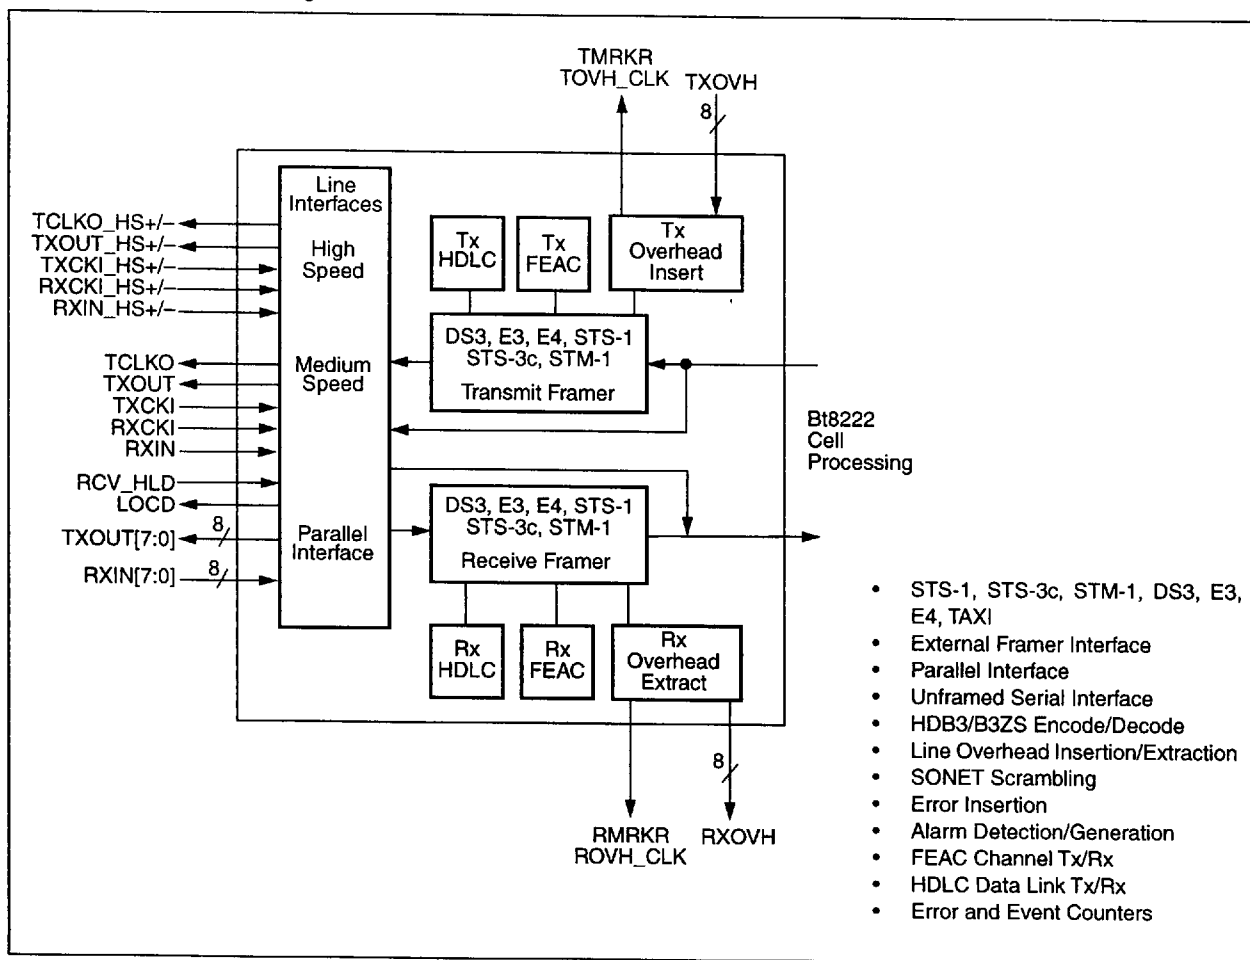 TMRKR
TOVH_CLK
TXOVH
8
Line
Interfaces
High
Speed
Medium
Speed
Parallel
Interface
TCLKO_HS+/–
TXOUT_HS+/–
TXCKI_HS+/–
RXCKI_HS+/–
RXIN_HS+/–
TCLKO
TXOUT
TXCKI
RXCKI
RXIN
RCV_HLD
LOCD
TXOUT[7:0]
8
RXIN[7:0]
8
Tx
HDLC
Tx
FEAC
Tx
Overhead
Insert
DS3, E3, E4, STS-1
STS-3c, STM-1
Transmit Framer
Bt8222
Cell
Processing
DS3, E3, E4, STS-1
STS-3c, STM-1
Receive Framer
Rx
HDLC
Rx
FEAC
Rx
Overhead
Extract
8
RMRKR
ROVH_CLK
RXOVH
• STS-1, STS-3c, STM-1, DS3, E3,
E4, TAXI
• External Framer Interface
• Parallel Interface
• Unframed Serial Interface
• HDB3/B3ZS Encode/Decode
• Line Overhead Insertion/Extraction
• SONET Scrambling
• Error Insertion
• Alarm Detection/Generation
• FEAC Channel Tx/Rx
• HDLC Data Link Tx/Rx
• Error and Event Counters